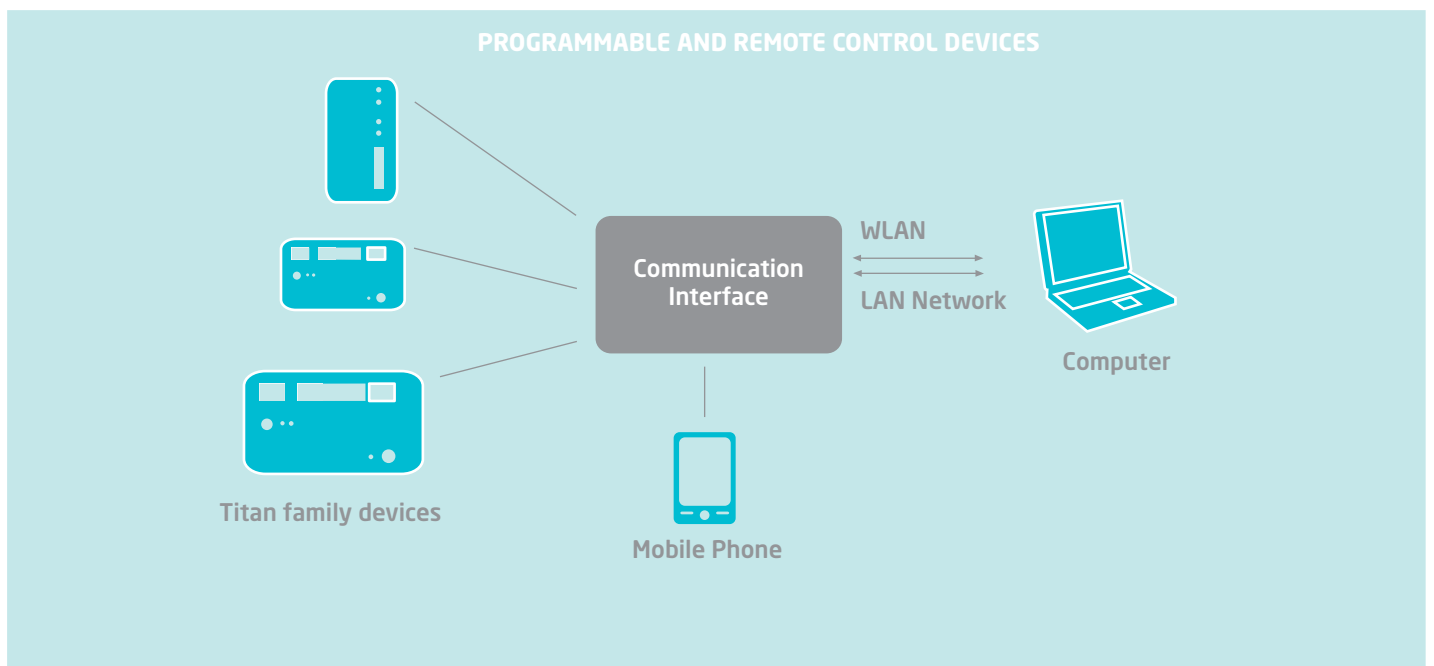 PROGRAMMABLE AND REMOTE CONTROL DEVICES
WLAN
Communication
Interface
LAN Network
Computer
Titan family devices
Mobile Phone